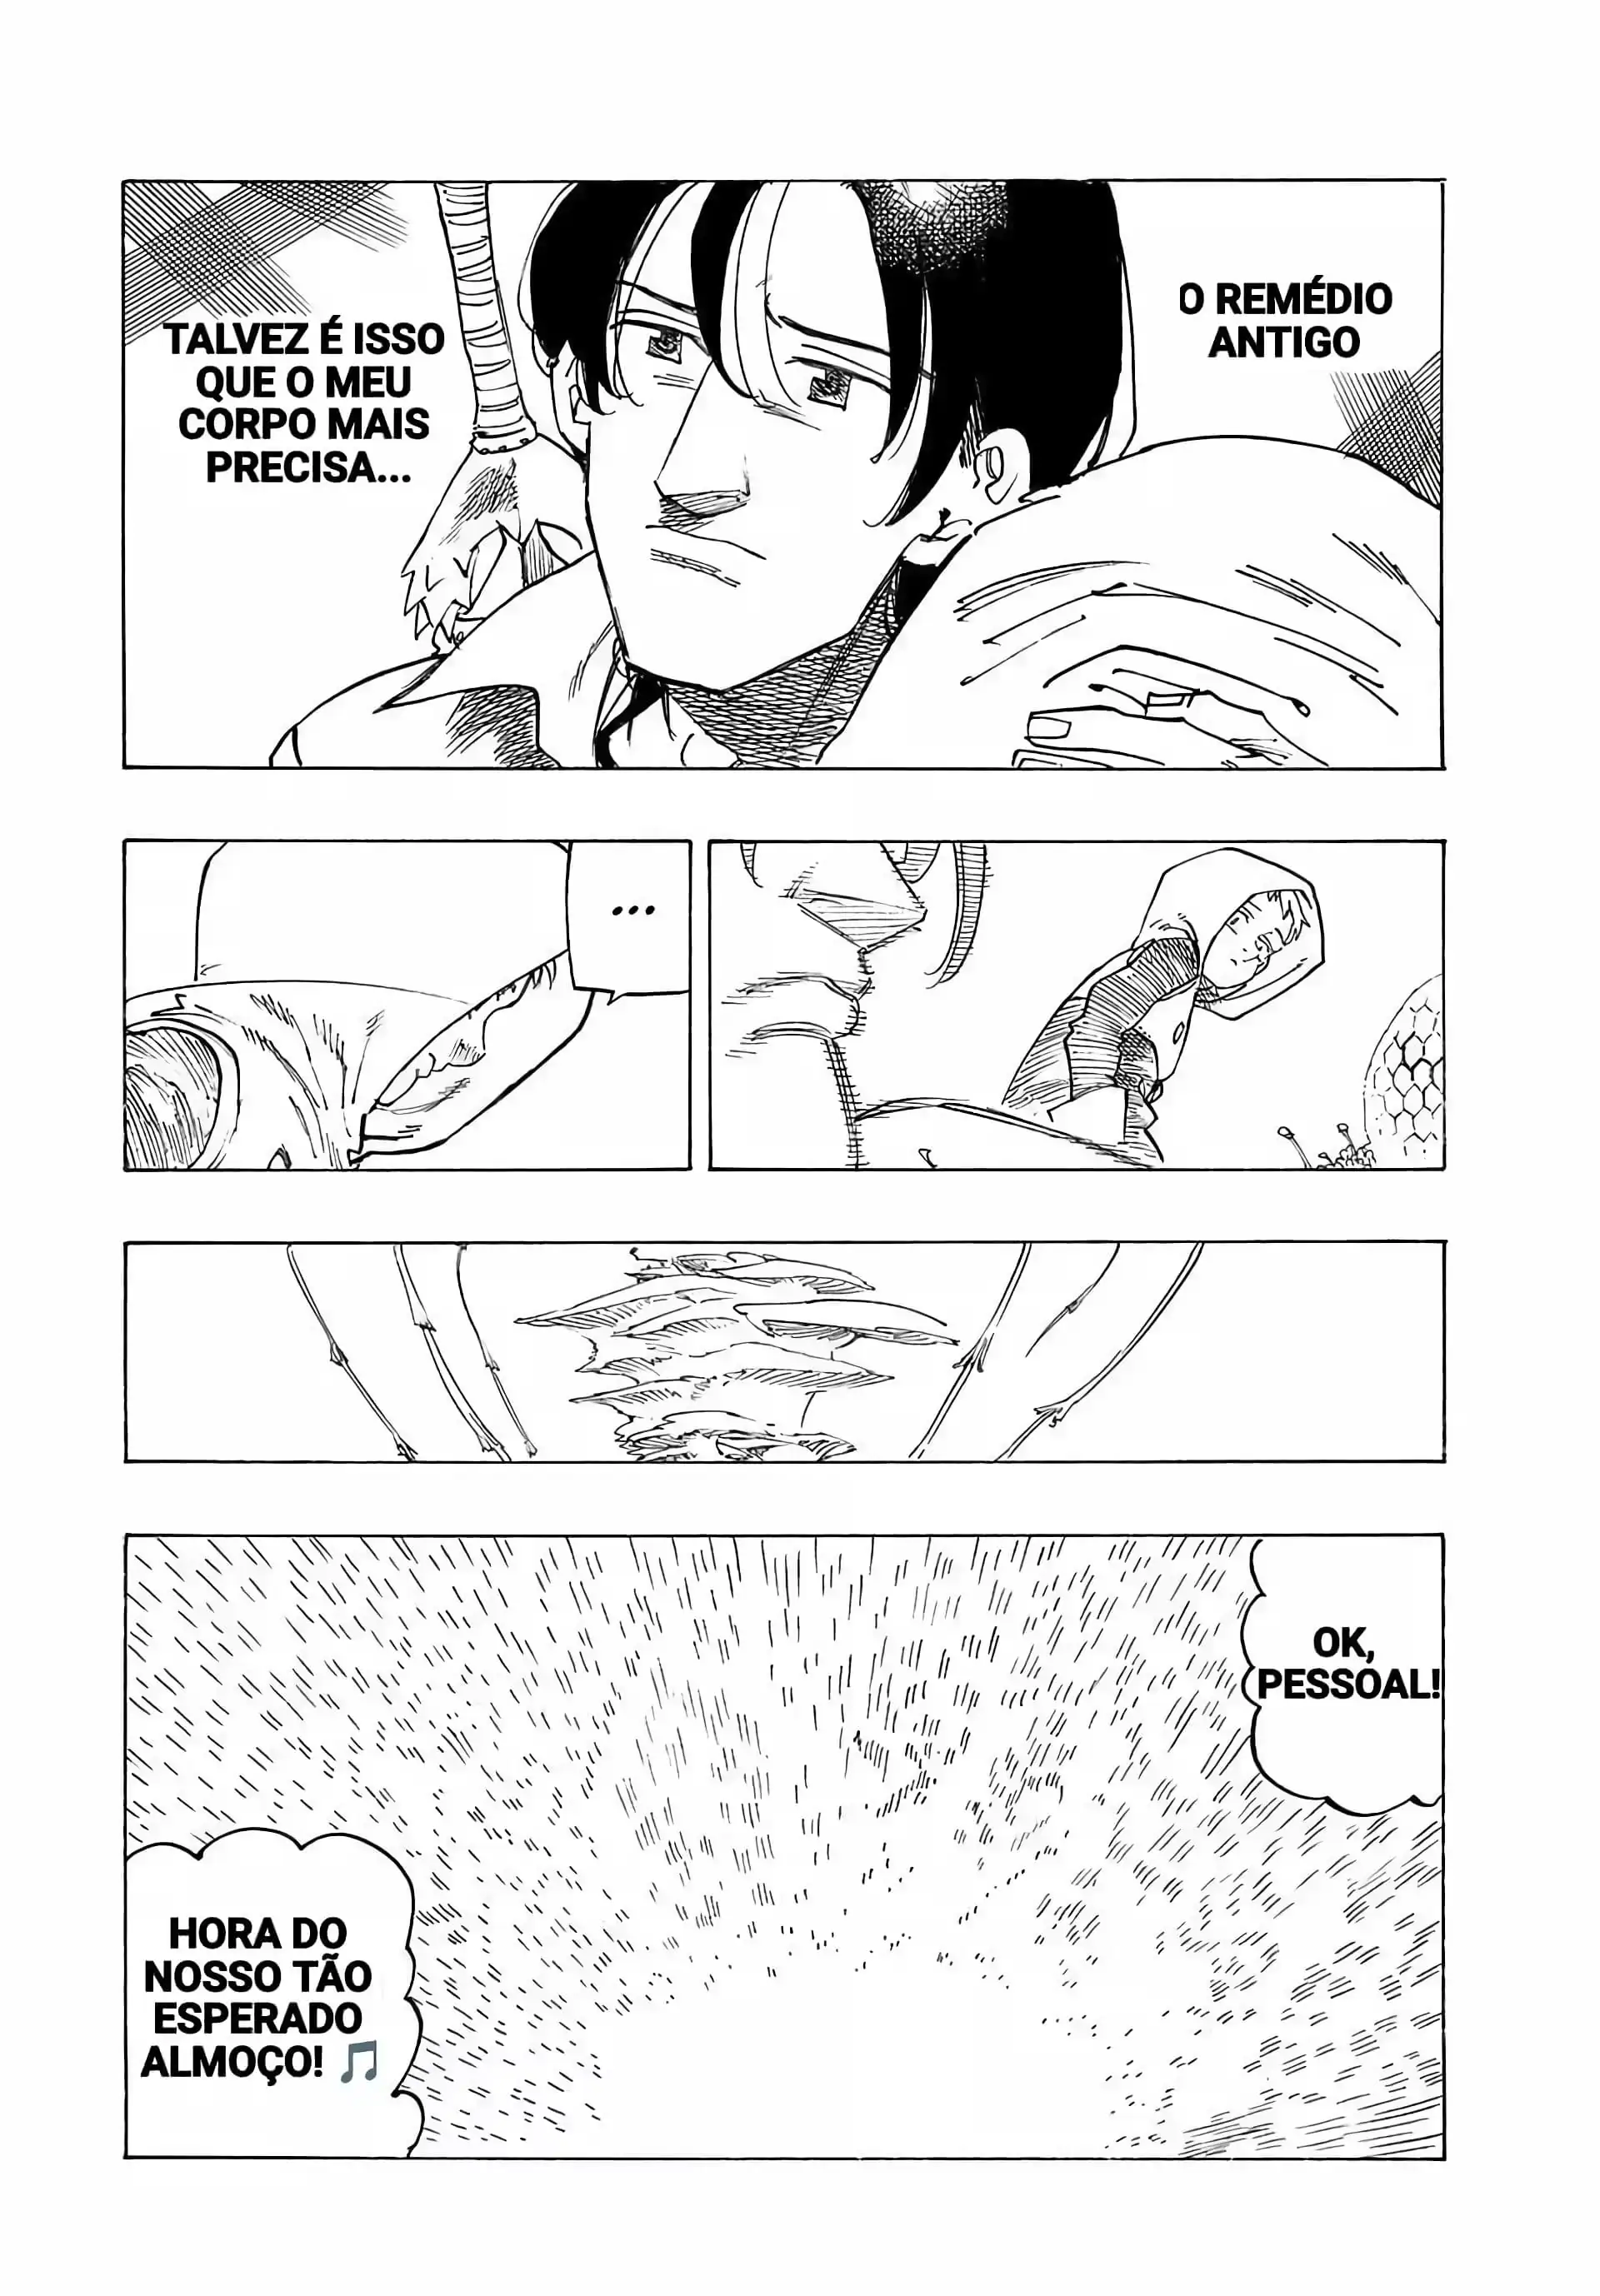 O REMÉDIO
ANTIGO
TALVEZ É ISSO
QUE O MEU
CORPO MAIS
PRECISA...
...
OK,
PESSOAL!
HORA DO
NOSSO TÃO
ESPERADO
ALMOÇO! 🎵